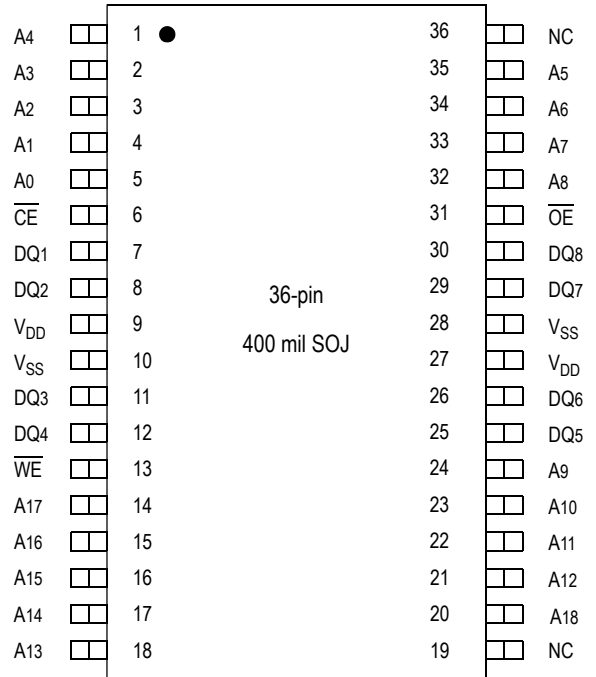 A4 1 36 NC
A3 2 35 A5
A2 3 34 A6
A1 4 33 A7
A0 5 32 A8
C̅E̅ 6 31 O̅E̅
DQ1 7 30 DQ8
DQ2 8 29 DQ7
36-pin
VDD 9 28 VSS
400 mil SOJ
VSS 10 27 VDD
DQ3 11 26 DQ6
DQ4 12 25 DQ5
W̅E̅ 13 24 A9
A17 14 23 A10
A16 15 22 A11
A15 16 21 A12
A14 17 20 A18
A13 18 19 NC